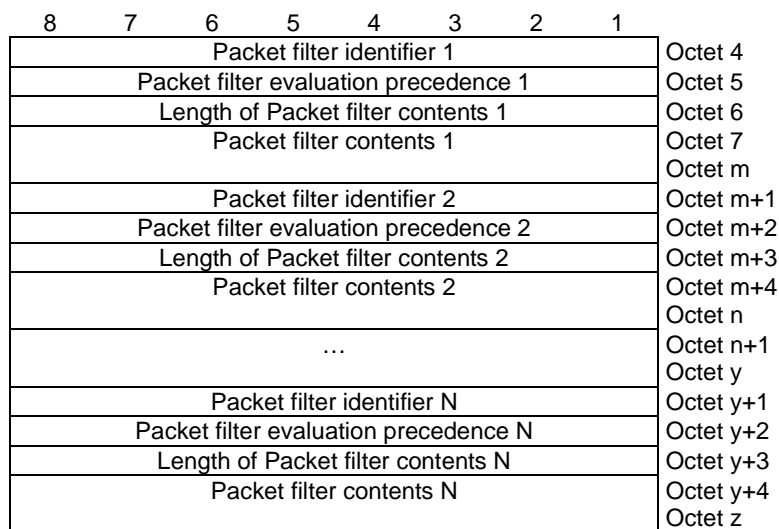 8 7 6 5 4 3 2 1
Packet filter identifier 1 Octet 4
Packet filter evaluation precedence 1 Octet 5
Length of Packet filter contents 1 Octet 6
Packet filter contents 1 Octet 7
Octet m
Packet filter identifier 2 Octet m+1
Packet filter evaluation precedence 2 Octet m+2
Length of Packet filter contents 2 Octet m+3
Packet filter contents 2 Octet m+4
Octet n
… Octet n+1
Octet y
Packet filter identifier N Octet y+1
Packet filter evaluation precedence N Octet y+2
Length of Packet filter contents N Octet y+3
Packet filter contents N Octet y+4
Octet z